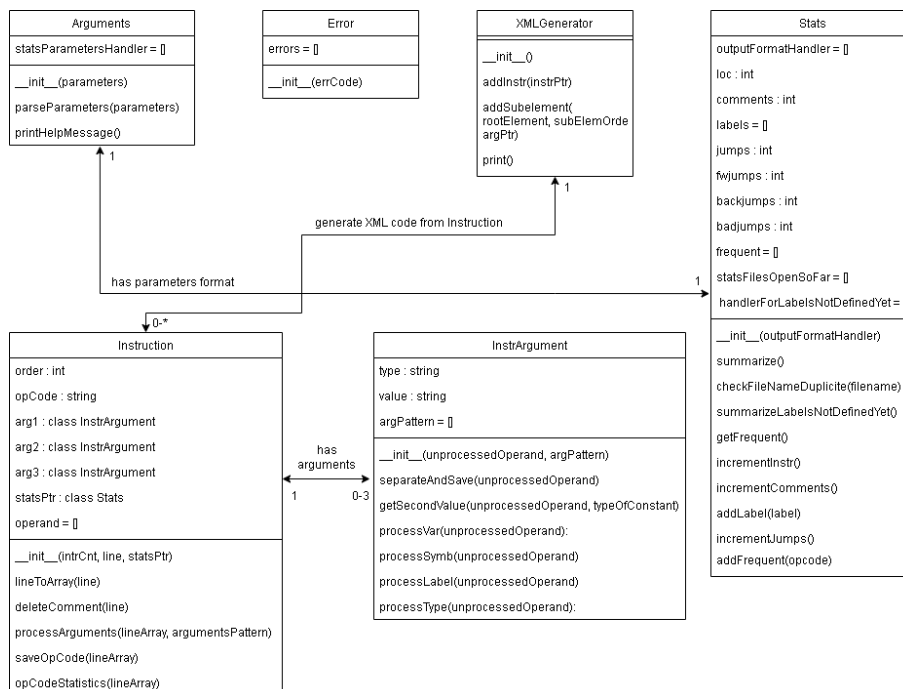 Arguments
statsParametersHandler = []
__init__(parameters)
parseParameters(parameters)
printHelpMessage()
1
Error
errors = []
__init__(errCode)
XMLGenerator
__init__()
addInstr(instrPtr)
addSubelement(
rootElement, subElemOrde
argPtr)
print()
1
Stats
outputFormatHandler = []
loc : int
comments : int
labels = []
jumps : int
fwjumps : int
backjumps : int
badjumps : int
frequent = []
statsFilesOpenSoFar = []
handlerForLabelsNotDefinedYet =
__init__(outputFormatHandler)
summarize()
checkFileNameDuplicite(filename)
summarizeLabelsNotDefinedYet()
getFrequent()
incrementInstr()
incrementComments()
addLabel(label)
incrementJumps()
addFrequent(opcode)
generate XML code from Instruction
has parameters format
1
0-*
Instruction
order : int
opCode : string
arg1 : class InstrArgument
arg2 : class InstrArgument
arg3 : class InstrArgument
statsPtr : class Stats
operand = []
__init__(intrCnt, line, statsPtr)
lineToArray(line)
deleteComment(line)
processArguments(lineArray, argumentsPattern)
saveOpCode(lineArray)
opCodeStatistics(lineArray)
has
arguments
1
0-3
InstrArgument
type : string
value : string
argPattern = []
__init__(unprocessedOperand, argPattern)
separateAndSave(unprocessedOperand)
getSecondValue(unprocessedOperand, typeOfConstant)
processVar(unprocessedOperand):
processSymb(unprocessedOperand)
processLabel(unprocessedOperand)
processType(unprocessedOperand):